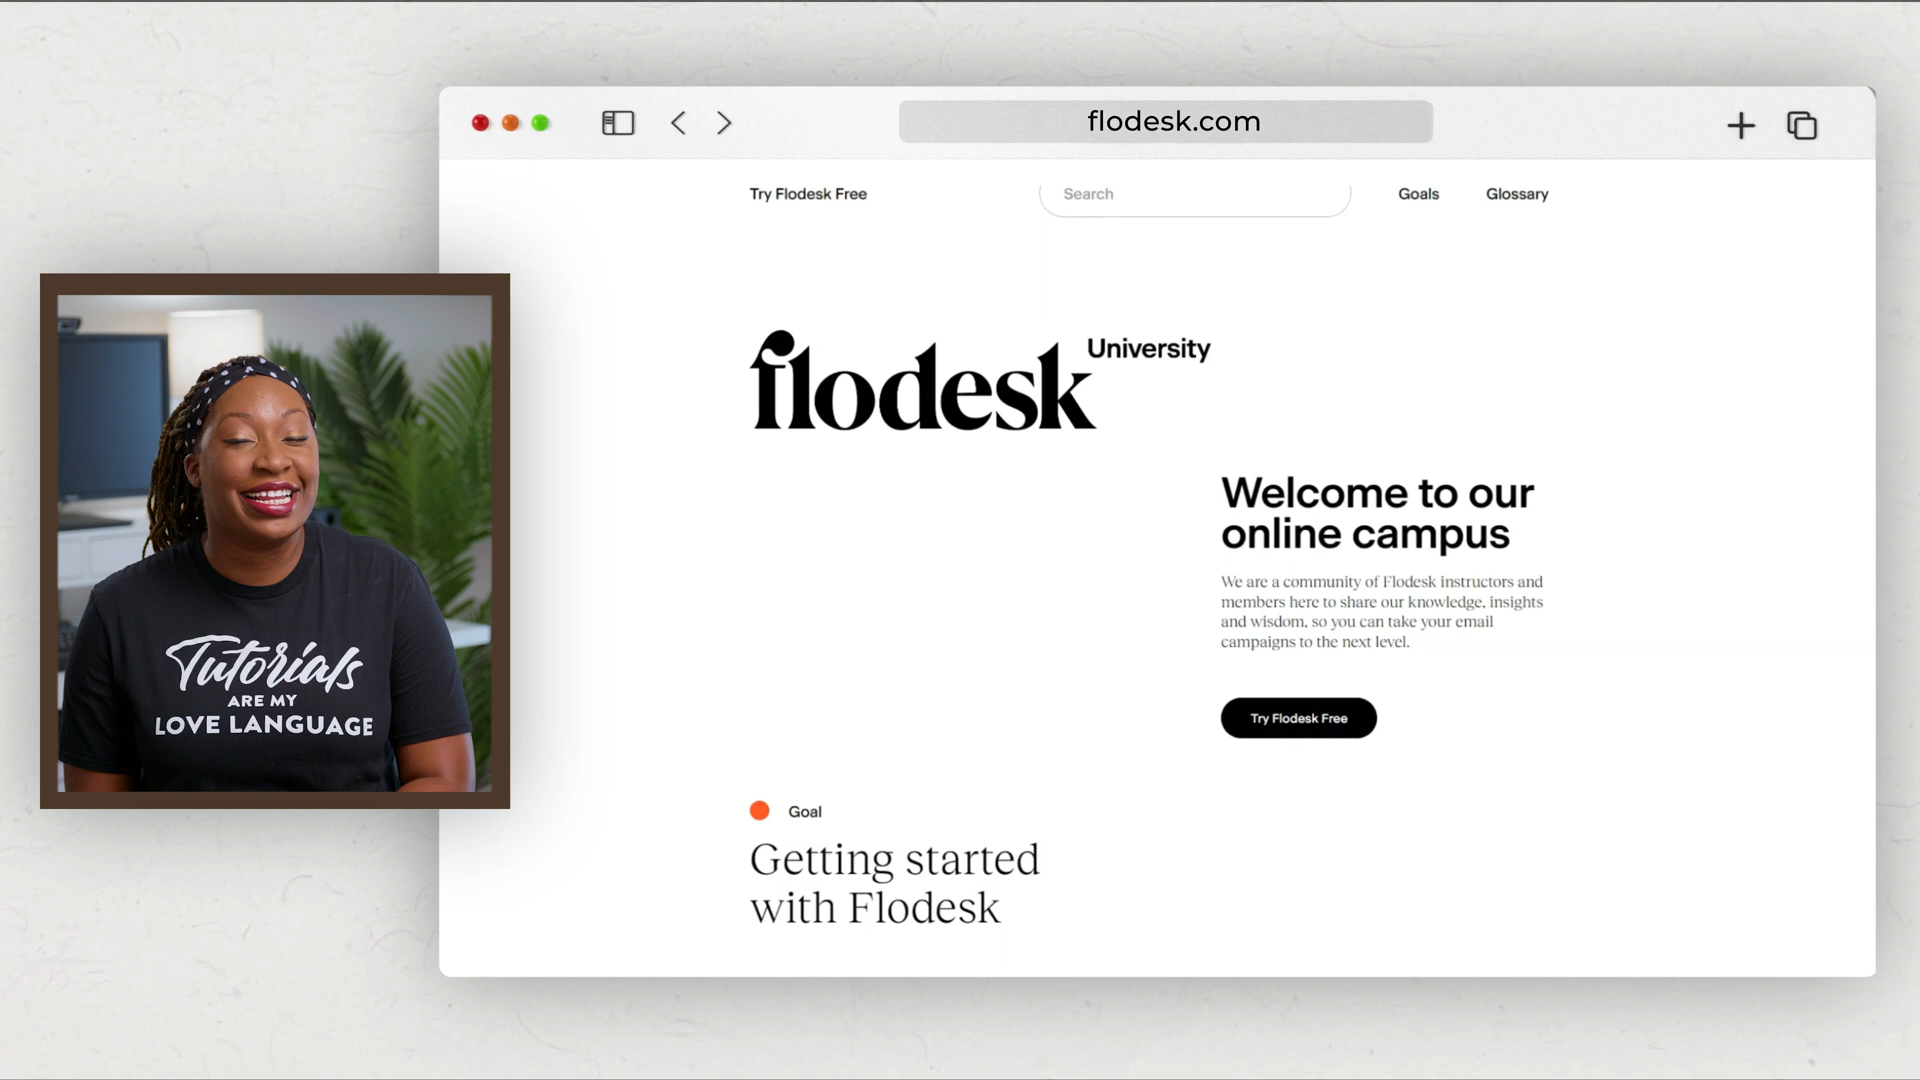 flodesk.com
Try Flodesk Free
Search
Goals
Glossary
flodesk
University
Welcome to our
online campus
We are a community of Flodesk instructors and
members here to share our knowledge, insights
and wisdom, so you can take your email
campaigns to the next level.
Try Flodesk Free
Goal
Getting started
with Flodesk
Tutorials
ARE MY
LOVE LANGUAGE